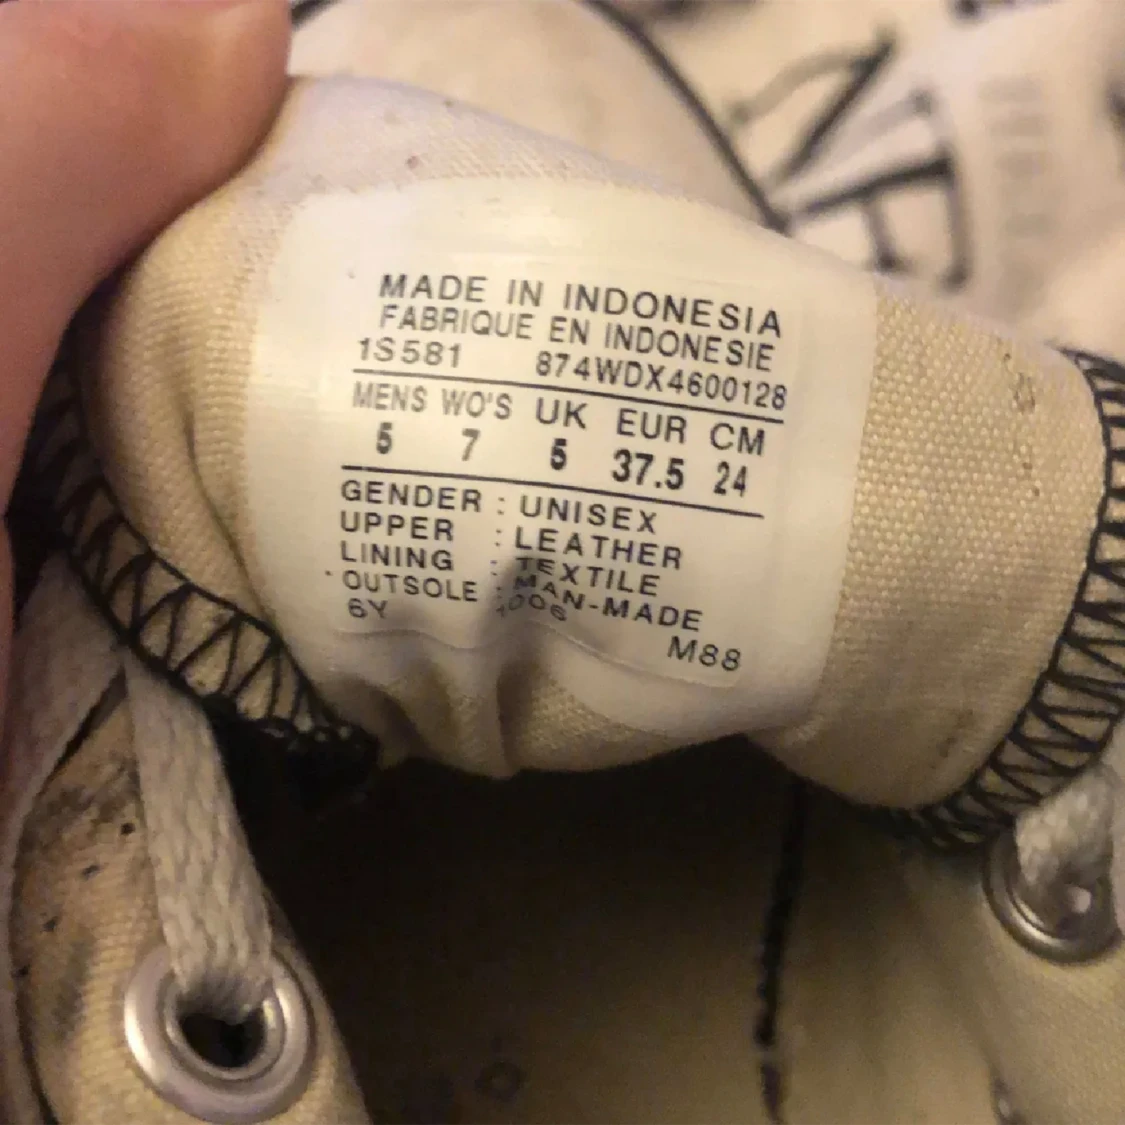 MADE IN INDONESIA
FABRIQUE EN INDONESIE
1S581 874WDX4600128
MENS WO'S UK EUR CM
5 7 5 37.5 24
GENDER : UNISEX
UPPER : LEATHER
LINING : TEXTILE
OUTSOLE : MAN-MADE
6Y 1006 M88